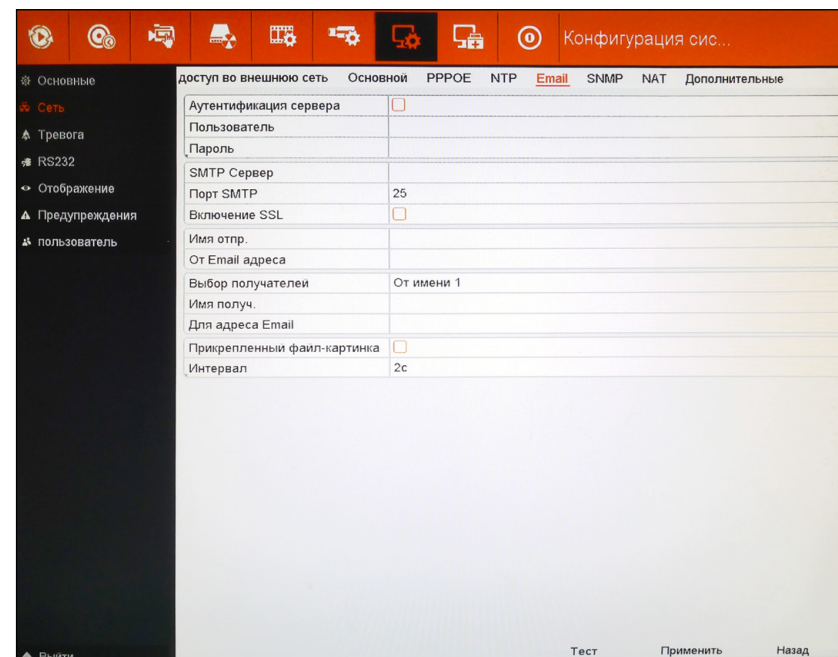 Конфигурация сис...
Основные
Сеть
Тревога
RS232
Отображение
Предупреждения
пользователь
Выйти
доступ во внешнюю сеть Основной PPPOE NTP Email SNMP NAT Дополнительные
Аутентификация сервера
Пользователь
Пароль
SMTP Сервер
Порт SMTP 25
Включение SSL
Имя отпр.
От Email адреса
Выбор получателей От имени 1
Имя получ.
Для адреса Email
Прикрепленный файл-картинка
Интервал 2с
Тест Применить Назад